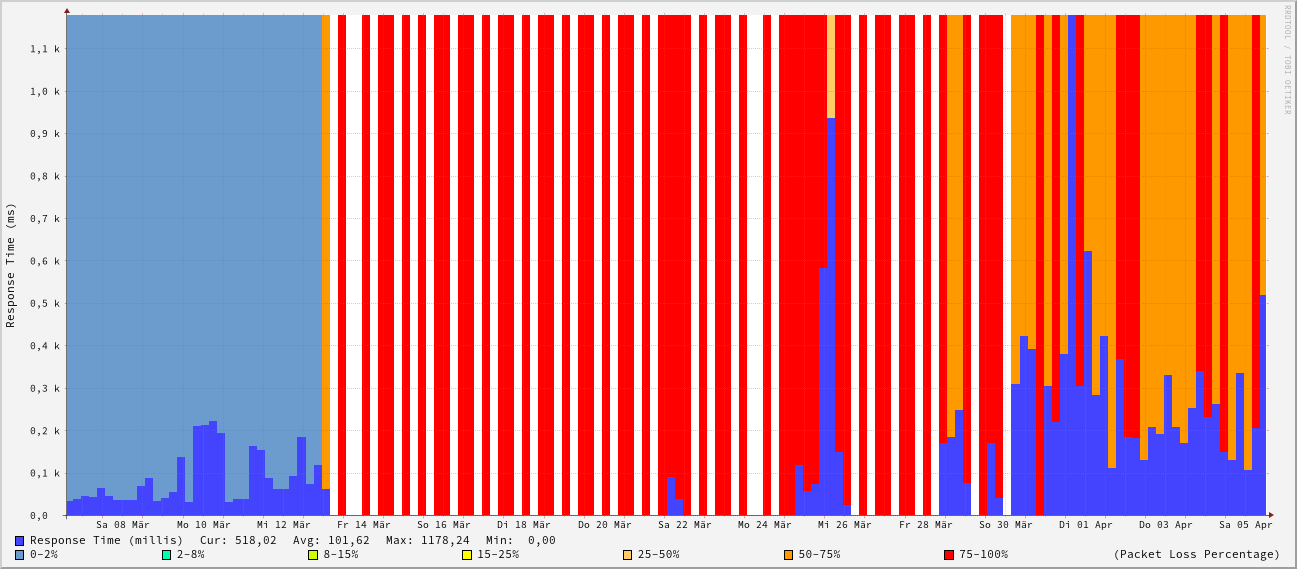 RRDTOOL / TOBI OETIKER
Response Time (ms)
1,1 k
1,0 k
0,9 k
0,8 k
0,7 k
0,6 k
0,5 k
0,4 k
0,3 k
0,2 k
0,1 k
0,0
Sa 08 Mär Mo 10 Mär Mi 12 Mär Fr 14 Mär So 16 Mär Di 18 Mär Do 20 Mär Sa 22 Mär Mo 24 Mär Mi 26 Mär Fr 28 Mär So 30 Mär Di 01 Apr Do 03 Apr Sa 05 Apr
Response Time (millis) Cur: 518,02 Avg: 101,62 Max: 1178,24 Min: 0,00
0-2% 2-8% 8-15% 15-25% 25-50% 50-75% 75-100% (Packet Loss Percentage)